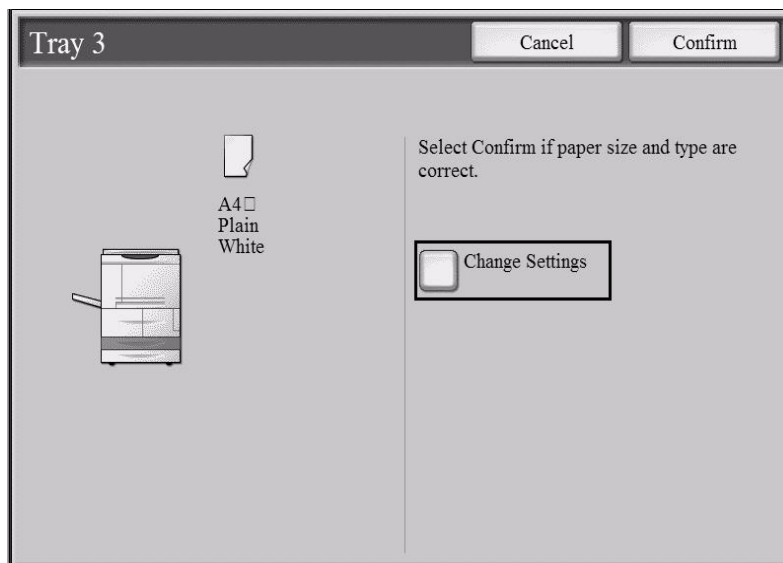 Tray 3
Cancel
Confirm
A4□
Plain
White
Select Confirm if paper size and type are
correct.
Change Settings